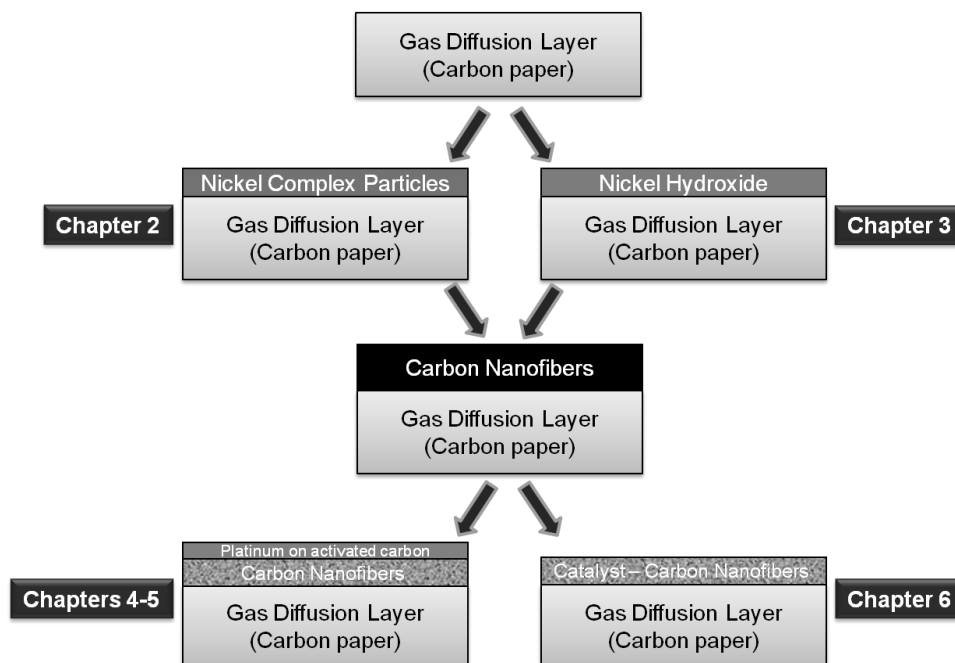 Gas Diffusion Layer
(Carbon paper)
Nickel Complex Particles
Gas Diffusion Layer
(Carbon paper)
Chapter 2
Nickel Hydroxide
Gas Diffusion Layer
(Carbon paper)
Chapter 3
Carbon Nanofibers
Gas Diffusion Layer
(Carbon paper)
Platinum on activated carbon
Carbon Nanofibers
Gas Diffusion Layer
(Carbon paper)
Chapters 4-5
Catalyst – Carbon Nanofibers
Gas Diffusion Layer
(Carbon paper)
Chapter 6